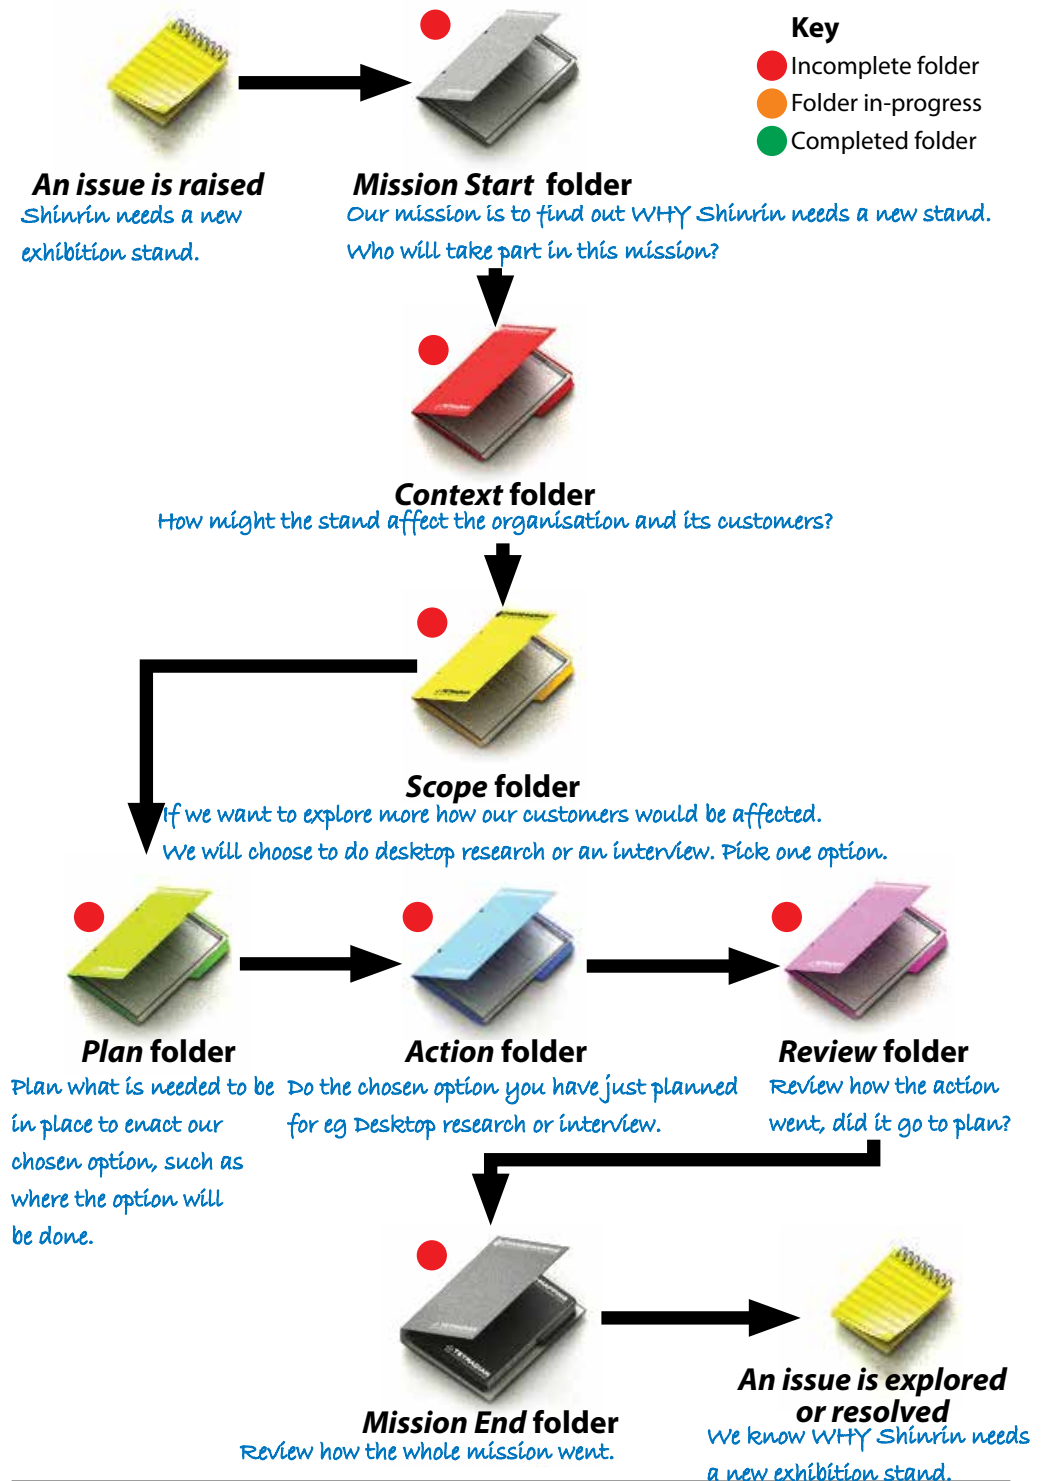 Key
Incomplete folder
Folder in-progress
Completed folder
An issue is raised
Shinrin needs a new
exhibition stand.
Mission Start folder
Our mission is to find out WHY Shinrin needs a new stand.
Who will take part in this mission?
Context folder
How might the stand affect the organisation and its customers?
Scope folder
If we want to explore more how our customers would be affected.
We will choose to do desktop research or an interview. Pick one option.
Plan folder
Plan what is needed to be
in place to enact our
chosen option, such as
where the option will
be done.
Action folder
Do the chosen option you have just planned
for eg Desktop research or interview.
Review folder
Review how the action
went, did it go to plan?
TETRADIAN
Mission End folder
Review how the whole mission went.
An issue is explored
or resolved
We know WHY Shinrin needs
a new exhibition stand.